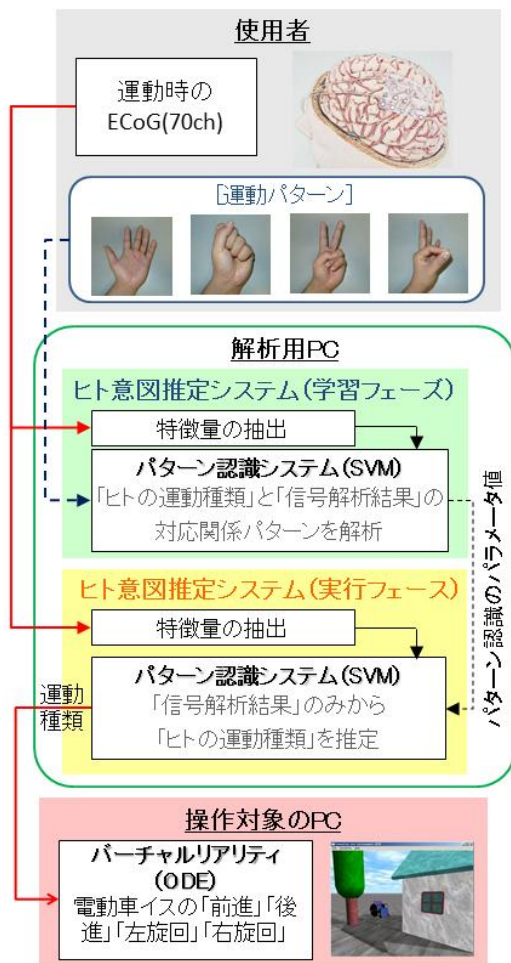 使用者
運動時の
ECoG(70ch)
[運動パターン]
解析用PC
ヒト意図推定システム(学習フェーズ)
特徴量の抽出
パターン認識システム(SVM)
「ヒトの運動種類」と「信号解析結果」の
対応関係パターンを解析
パターン認識のパラメータ値
ヒト意図推定システム(実行フェース)
特徴量の抽出
パターン認識システム(SVM)
「信号解析結果」のみから
「ヒトの運動種類」を推定
運動
種類
操作対象のPC
バーチャルリアリティ
(ODE)
電動車イスの「前進」「後
進」「左旋回」「右旋回」